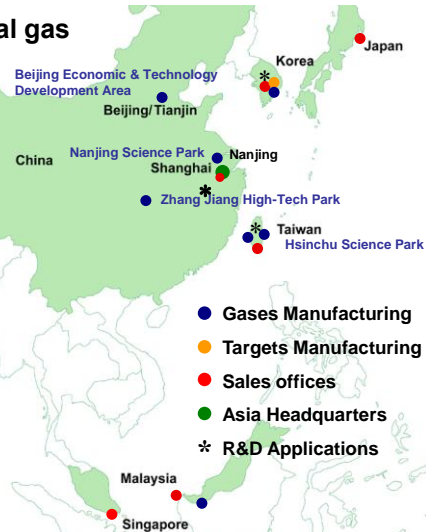 al gas
Japan
Korea
*
Beijing Economic & Technology
Development Area
Beijing/Tianjin
Nanjing Science Park
Nanjing
China
Shanghai
*
Zhang Jiang High-Tech Park
*
Taiwan
Hsinchu Science Park
Gases Manufacturing
Targets Manufacturing
Sales offices
Asia Headquarters
* R&D Applications
Malaysia
Singapore